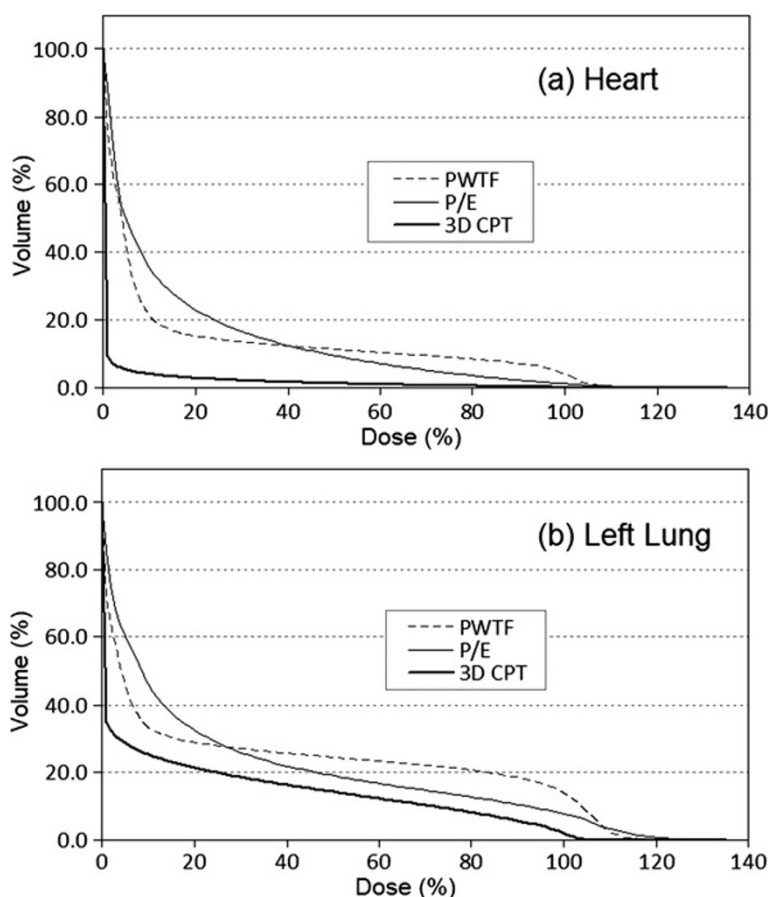 (a) Heart
Volume (%)
100.0
80.0
60.0
40.0
20.0
0.0
PWTF
P/E
3D CPT
0 20 40 60 80 100 120 140
Dose (%)
(b) Left Lung
Volume (%)
100.0
80.0
60.0
40.0
20.0
0.0
PWTF
P/E
3D CPT
0 20 40 60 80 100 120 140
Dose (%)